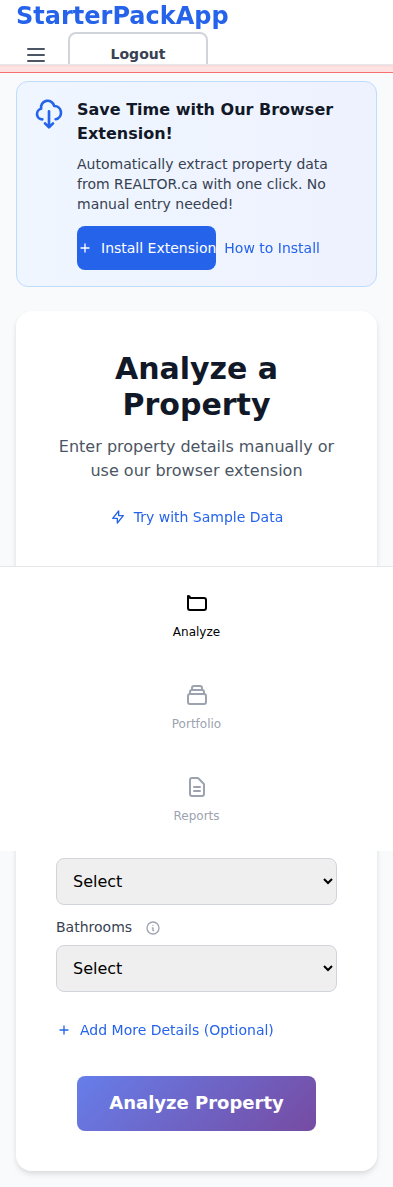 StarterPackApp
Logout
Save Time with Our Browser
Extension!
Automatically extract property data
from REALTOR.ca with one click. No
manual entry needed!
+ Install Extension How to Install
Analyze a
Property
Enter property details manually or
use our browser extension
Try with Sample Data
Analyze
Portfolio
Reports
Select
Bathrooms
Select
+ Add More Details (Optional)
Analyze Property